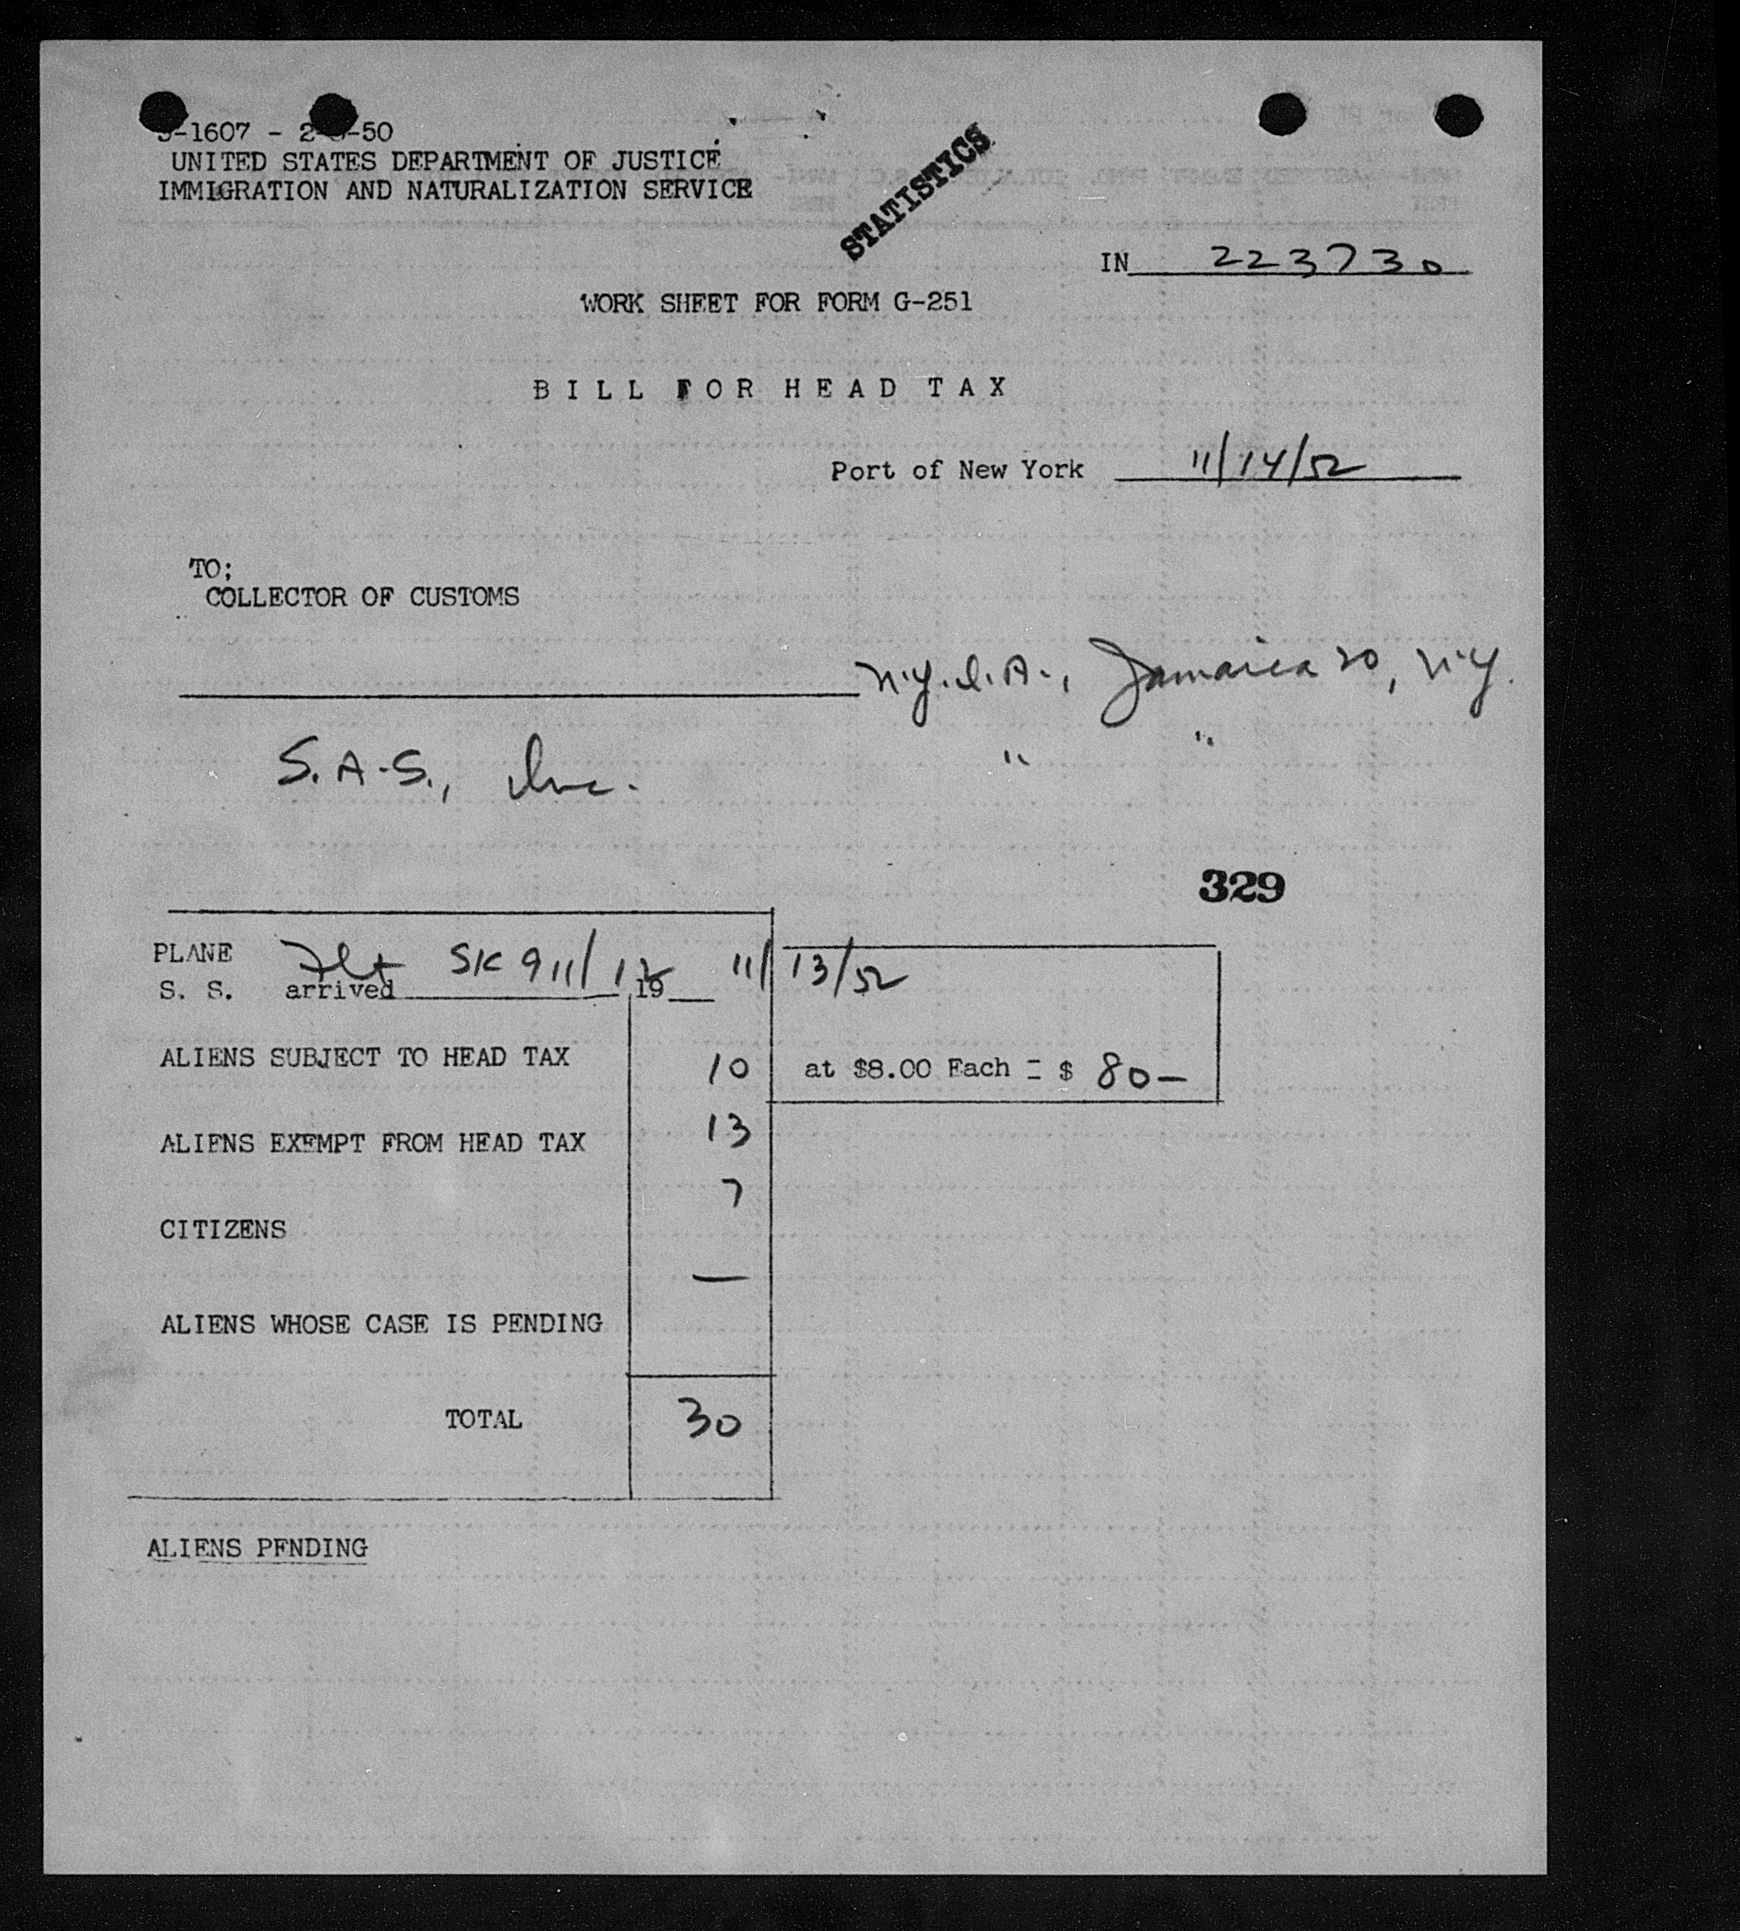 -1607 - 2 -50
UNITED STATES DEPARTMENT OF JUSTICE
IMMIGRATION AND NATURALIZATION SERVICE
STATISTICS
IN 223730
WORK SHEET FOR FORM G-251
BILL FOR HEAD TAX
Port of New York 11/14/52
TO;
COLLECTOR OF CUSTOMS
N.Y.I.A., Jamaica 30, N.Y.
S.A.S., Inc. " "
329
PLANE Flt SK 911/12 11/13/52
S. S. arrived 19
ALIENS SUBJECT TO HEAD TAX 10 at $8.00 Each = $ 80—
ALIENS EXEMPT FROM HEAD TAX 13
CITIZENS 7
ALIENS WHOSE CASE IS PENDING —
TOTAL 30
ALIENS PENDING